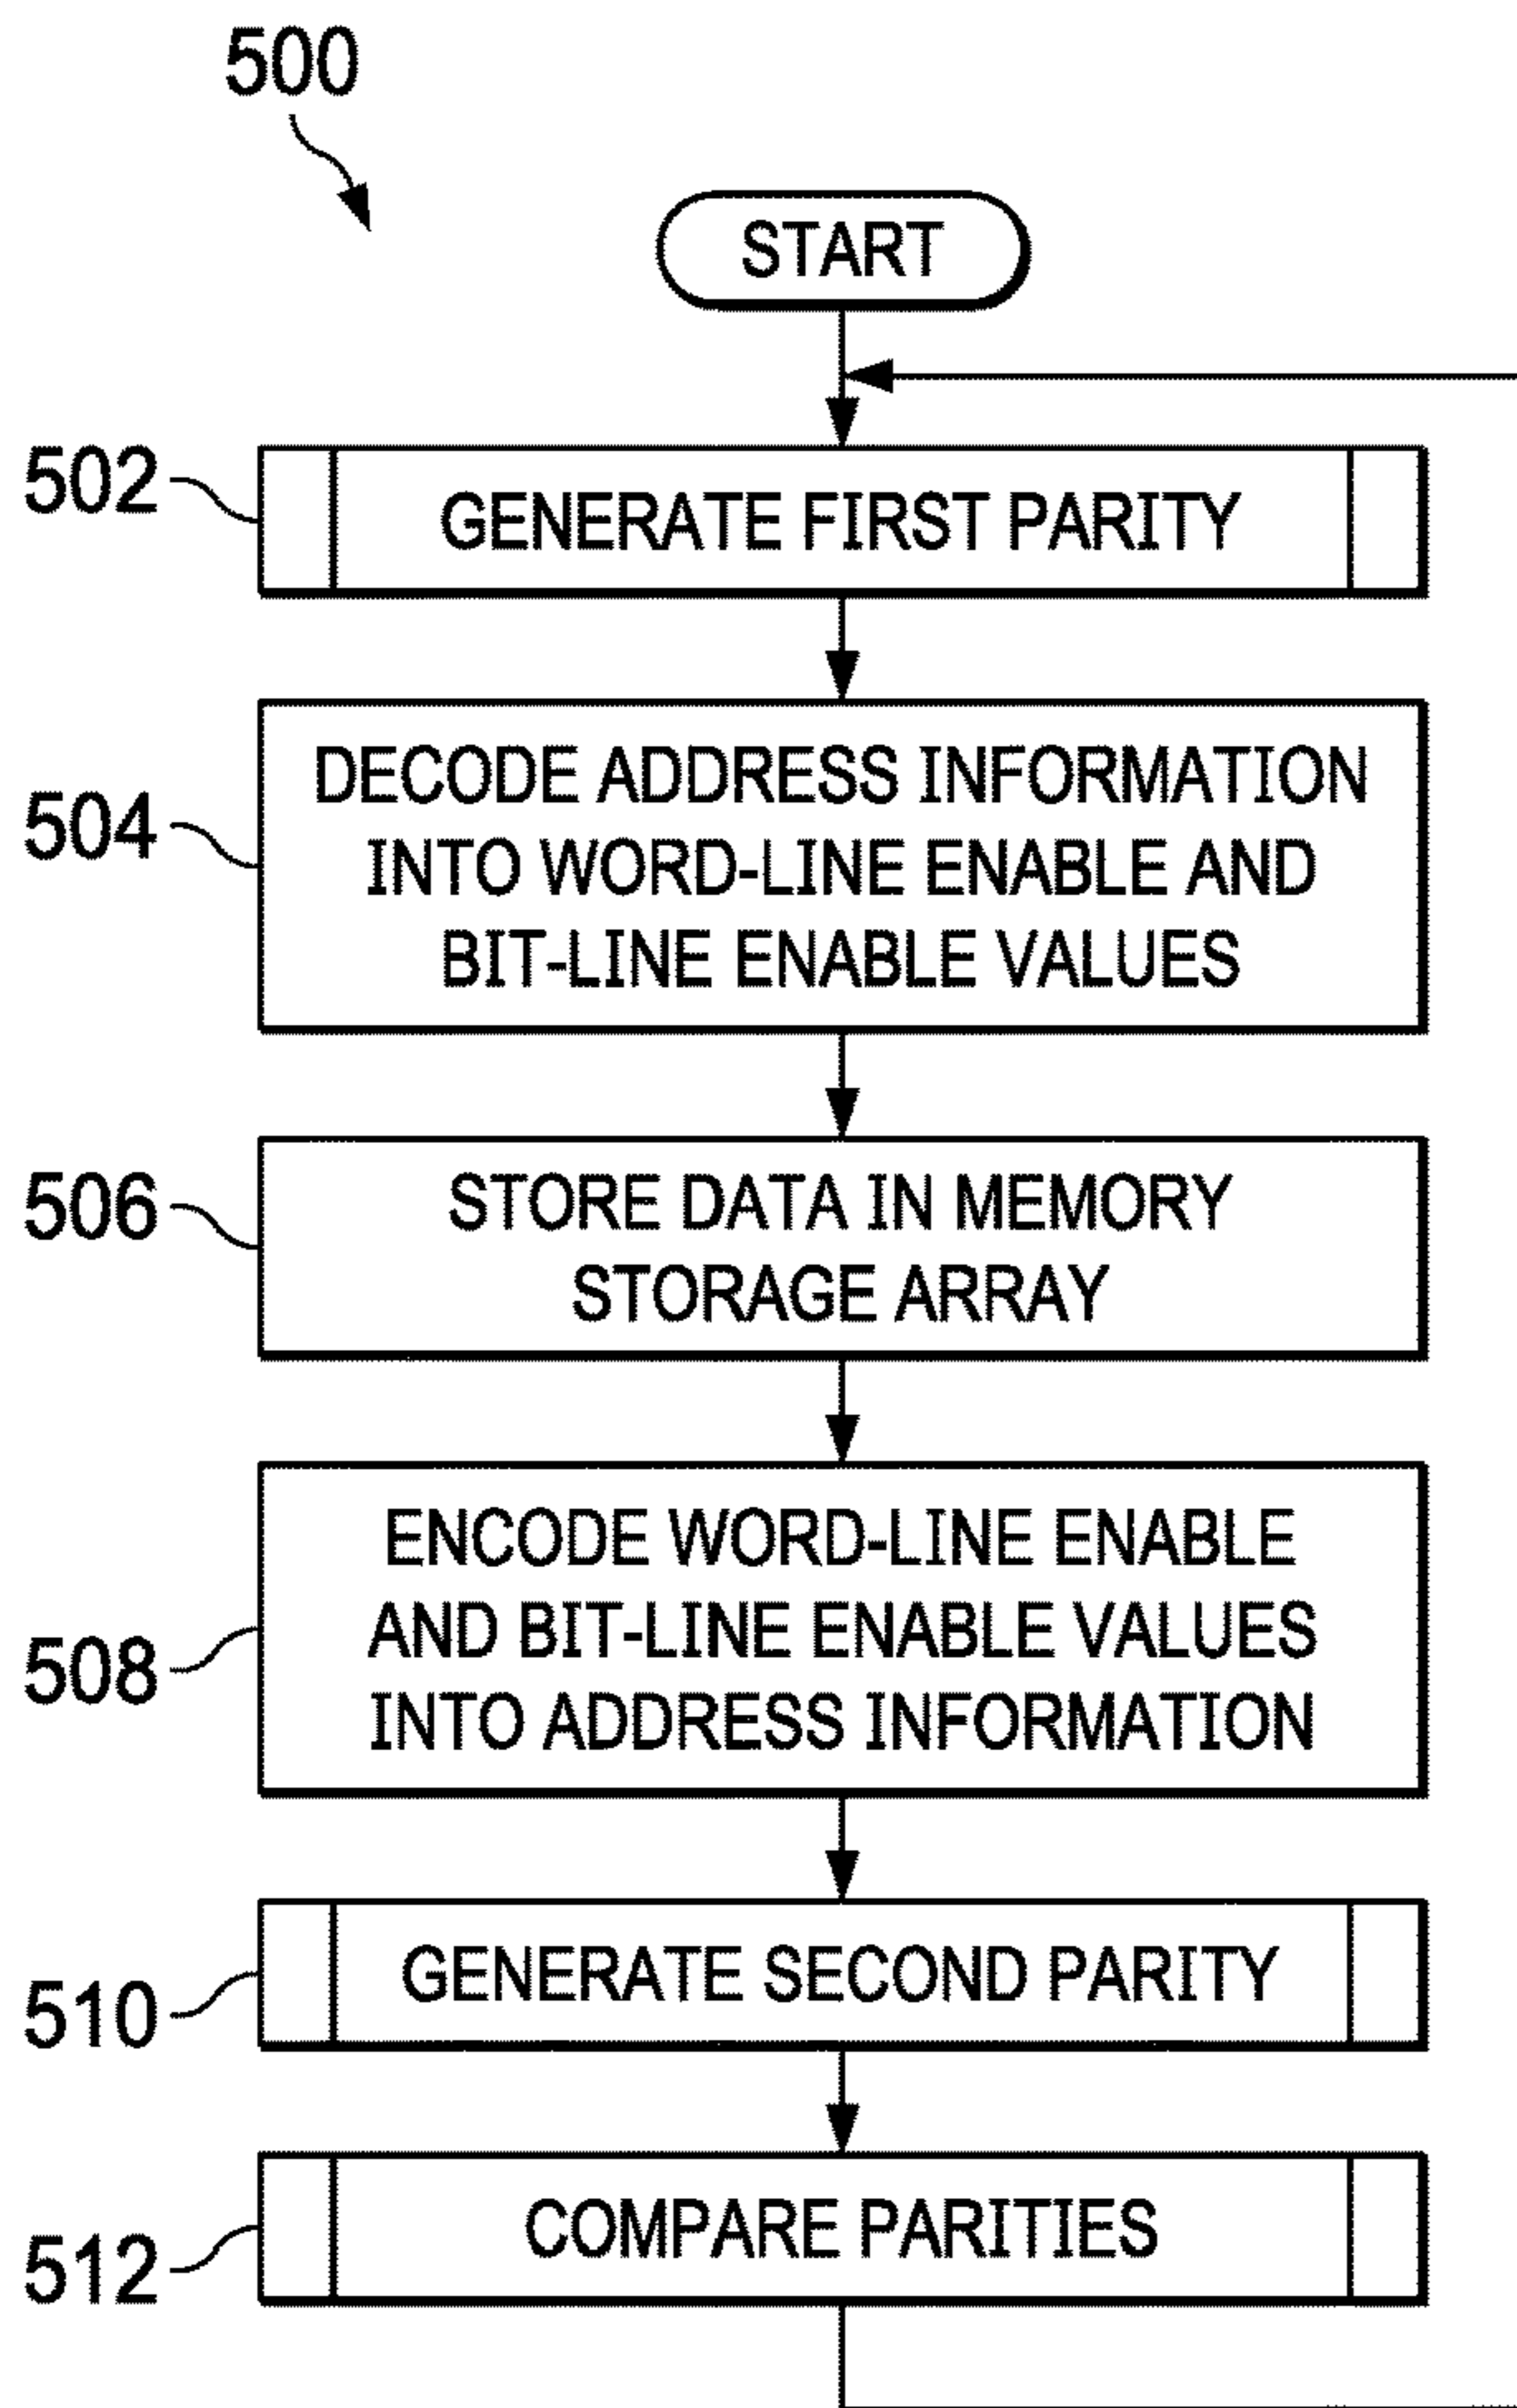 500
START
502
GENERATE FIRST PARITY
504
DECODE ADDRESS INFORMATION
INTO WORD-LINE ENABLE AND
BIT-LINE ENABLE VALUES
506
STORE DATA IN MEMORY
STORAGE ARRAY
508
ENCODE WORD-LINE ENABLE
AND BIT-LINE ENABLE VALUES
INTO ADDRESS INFORMATION
510
GENERATE SECOND PARITY
512
COMPARE PARITIES